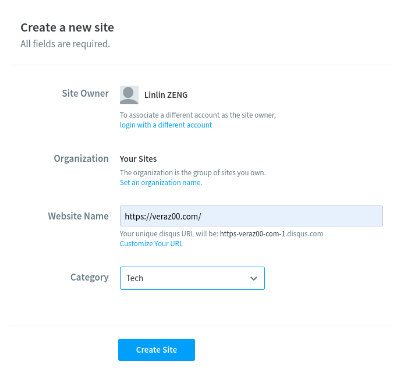 Create a new site
All fields are required.
Site Owner
Linlin ZENG
To associate a different account as the site owner,
login with a different account
Organization
Your Sites
The organization is the group of sites you own.
Set an organization name.
Website Name
https://veraz00.com/
Your unique disqus URL will be: https-veraz00-com-1.disqus.com
Customize Your URL
Category
Tech
Create Site